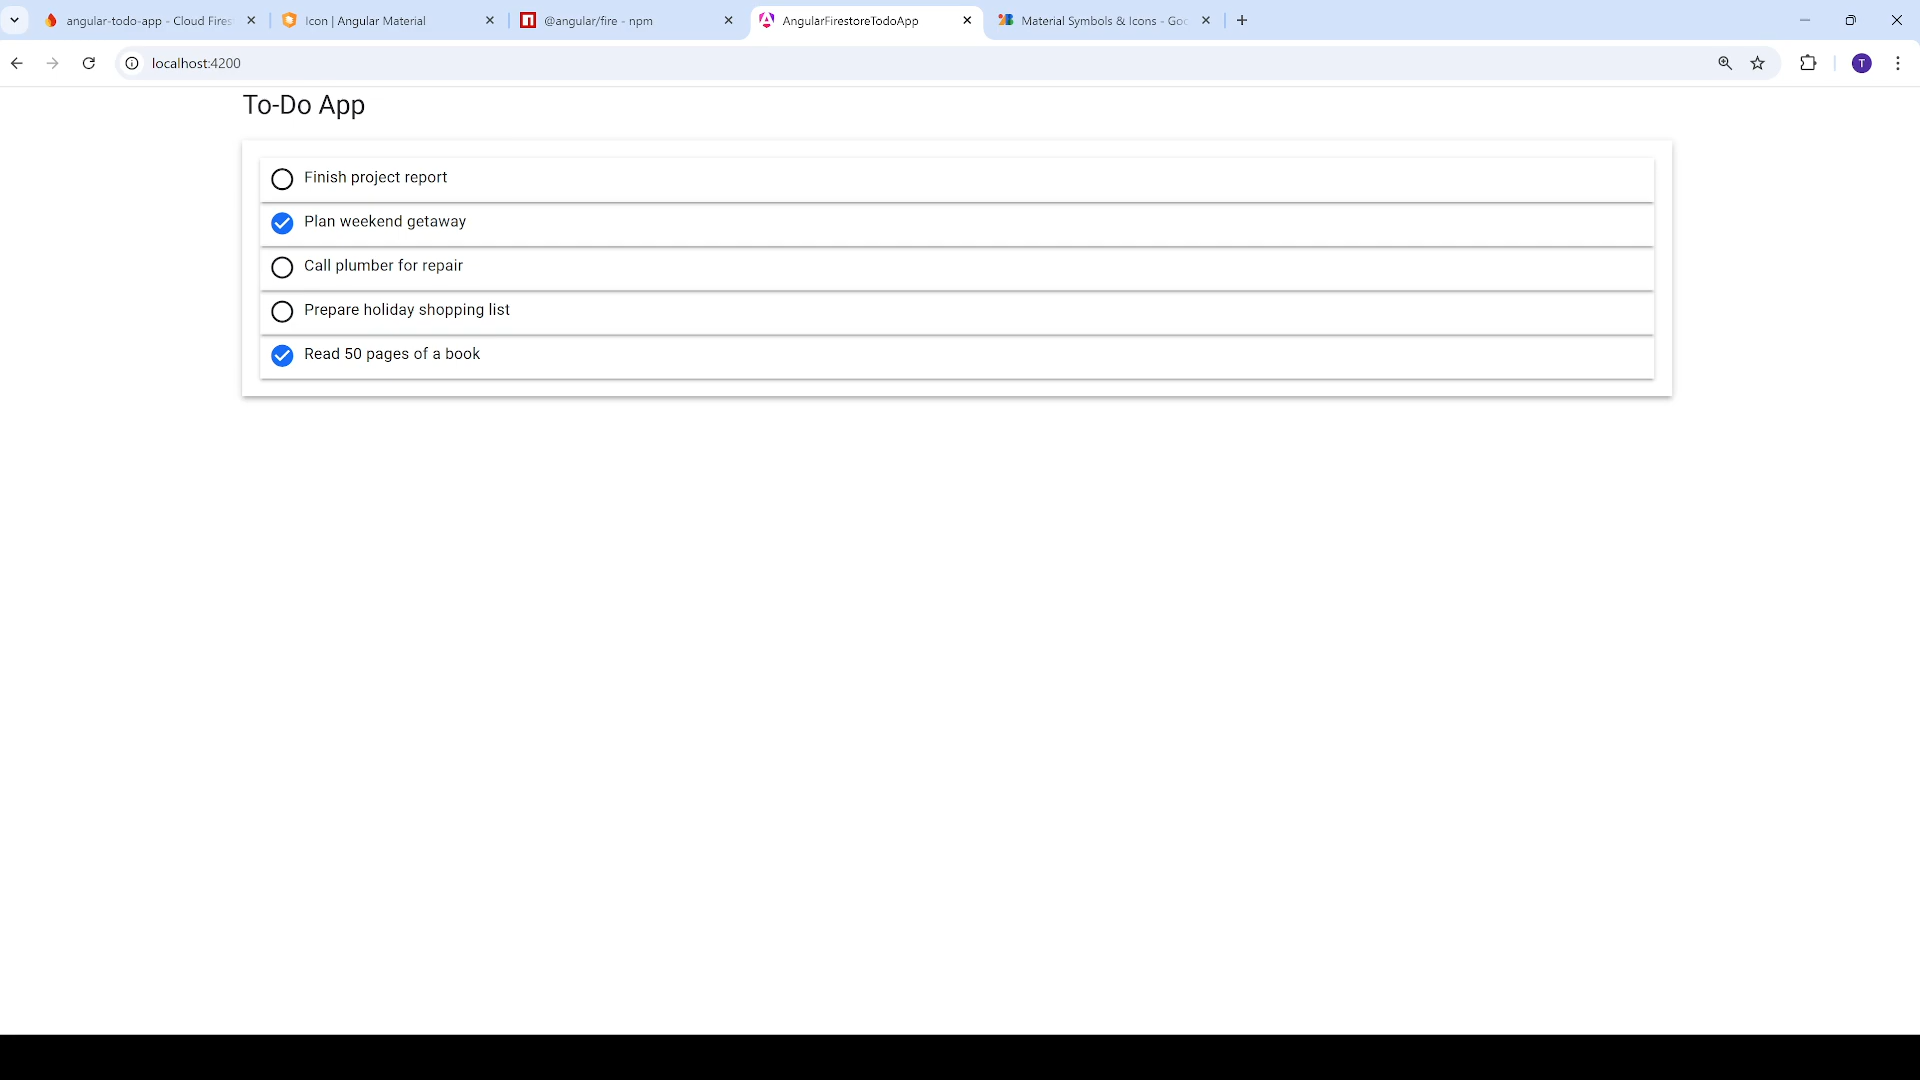 angular-todo-app - Cloud Fires
Icon | Angular Material
@angular/fire - npm
AngularFirestoreTodoApp
Material Symbols & Icons - Goo
localhost:4200
T
To-Do App
Finish project report
Plan weekend getaway
Call plumber for repair
Prepare holiday shopping list
Read 50 pages of a book